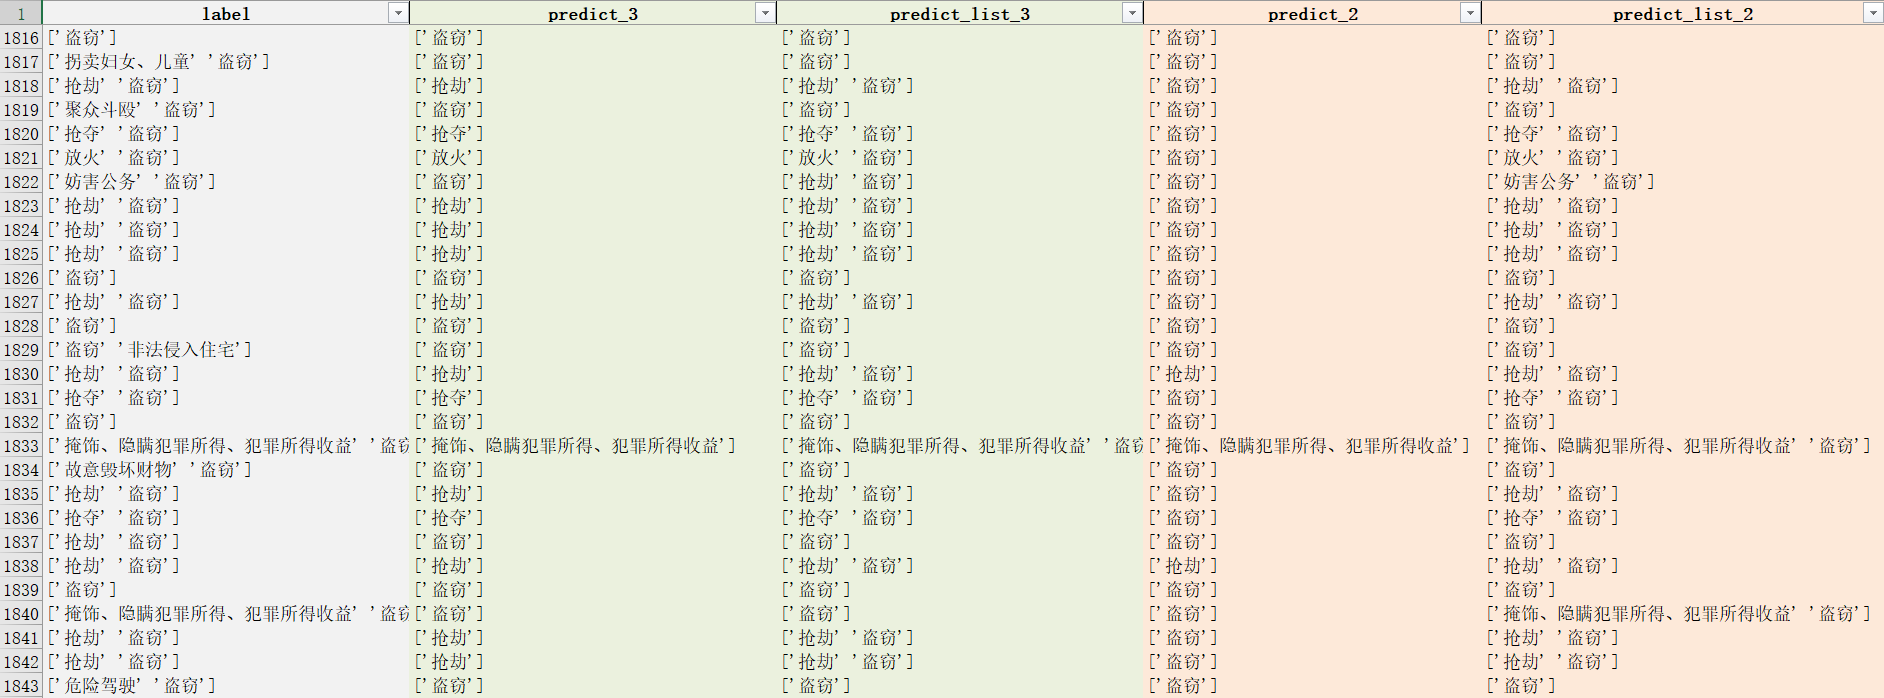 1 label predict_3 predict_list_3 predict_2 predict_list_2
1816 ['盗窃'] ['盗窃'] ['盗窃'] ['盗窃'] ['盗窃']
1817 ['拐卖妇女、儿童' '盗窃'] ['盗窃'] ['盗窃'] ['盗窃'] ['盗窃']
1818 ['抢劫' '盗窃'] ['抢劫'] ['抢劫' '盗窃'] ['盗窃'] ['抢劫' '盗窃']
1819 ['聚众斗殴' '盗窃'] ['盗窃'] ['盗窃'] ['盗窃'] ['盗窃']
1820 ['抢夺' '盗窃'] ['抢夺'] ['抢夺' '盗窃'] ['盗窃'] ['抢夺' '盗窃']
1821 ['放火' '盗窃'] ['放火'] ['放火' '盗窃'] ['盗窃'] ['放火' '盗窃']
1822 ['妨害公务' '盗窃'] ['盗窃'] ['抢劫' '盗窃'] ['盗窃'] ['妨害公务' '盗窃']
1823 ['抢劫' '盗窃'] ['抢劫'] ['抢劫' '盗窃'] ['盗窃'] ['抢劫' '盗窃']
1824 ['抢劫' '盗窃'] ['抢劫'] ['抢劫' '盗窃'] ['盗窃'] ['抢劫' '盗窃']
1825 ['抢劫' '盗窃'] ['抢劫'] ['抢劫' '盗窃'] ['盗窃'] ['抢劫' '盗窃']
1826 ['盗窃'] ['盗窃'] ['盗窃'] ['盗窃'] ['盗窃']
1827 ['抢劫' '盗窃'] ['抢劫'] ['抢劫' '盗窃'] ['盗窃'] ['抢劫' '盗窃']
1828 ['盗窃'] ['盗窃'] ['盗窃'] ['盗窃'] ['盗窃']
1829 ['盗窃' '非法侵入住宅'] ['盗窃'] ['盗窃'] ['盗窃'] ['盗窃']
1830 ['抢劫' '盗窃'] ['抢劫'] ['抢劫' '盗窃'] ['抢劫'] ['抢劫' '盗窃']
1831 ['抢夺' '盗窃'] ['抢夺'] ['抢夺' '盗窃'] ['盗窃'] ['抢夺' '盗窃']
1832 ['盗窃'] ['盗窃'] ['盗窃'] ['盗窃'] ['盗窃']
1833 ['掩饰、隐瞒犯罪所得、犯罪所得收益' '盗窃 ['掩饰、隐瞒犯罪所得、犯罪所得收益'] ['掩饰、隐瞒犯罪所得、犯罪所得收益' '盗窃 ['掩饰、隐瞒犯罪所得、犯罪所得收益'] ['掩饰、隐瞒犯罪所得、犯罪所得收益' '盗窃']
1834 ['故意毁坏财物' '盗窃'] ['盗窃'] ['盗窃'] ['盗窃'] ['盗窃']
1835 ['抢劫' '盗窃'] ['抢劫'] ['抢劫' '盗窃'] ['盗窃'] ['抢劫' '盗窃']
1836 ['抢夺' '盗窃'] ['抢夺'] ['抢夺' '盗窃'] ['盗窃'] ['抢夺' '盗窃']
1837 ['抢劫' '盗窃'] ['盗窃'] ['盗窃'] ['盗窃'] ['盗窃']
1838 ['抢劫' '盗窃'] ['抢劫'] ['抢劫' '盗窃'] ['抢劫'] ['抢劫' '盗窃']
1839 ['盗窃'] ['盗窃'] ['盗窃'] ['盗窃'] ['盗窃']
1840 ['掩饰、隐瞒犯罪所得、犯罪所得收益' '盗窃 ['盗窃'] ['盗窃'] ['盗窃'] ['掩饰、隐瞒犯罪所得、犯罪所得收益' '盗窃']
1841 ['抢劫' '盗窃'] ['抢劫'] ['抢劫' '盗窃'] ['盗窃'] ['抢劫' '盗窃']
1842 ['抢劫' '盗窃'] ['抢劫'] ['抢劫' '盗窃'] ['盗窃'] ['抢劫' '盗窃']
1843 ['危险驾驶' '盗窃'] ['盗窃'] ['盗窃'] ['盗窃'] ['盗窃']